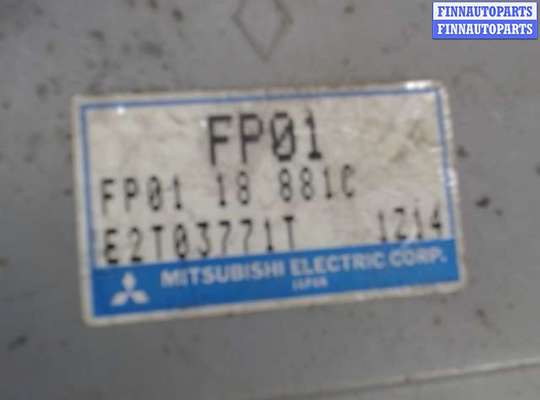 FINNAUTOPARTS
FINNAUTOPARTS
FP01
FP01 18 881C
E2T03771T 1Z14
MITSUBISHI ELECTRIC CORP.
JAPAN